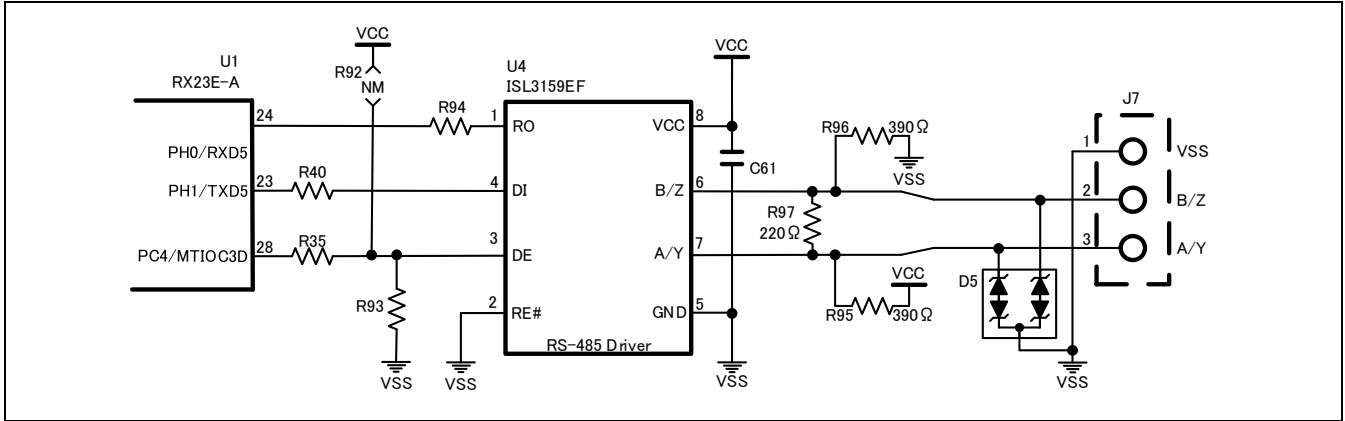 VCC
U1
RX23E-A
R92
NM
U4
ISL3159EF
VCC
J7
24
R94
1
RO
VCC
8
R96
390Ω
VSS
1
VSS
PH0/RXD5
C61
PH1/TXD5
23
R40
4
DI
B/Z
6
2
B/Z
R97
220Ω
PC4/MTIOC3D
28
R35
3
DE
A/Y
7
3
A/Y
VCC
R95
390Ω
D5
R93
2
RE#
GND
5
RS-485 Driver
VSS
VSS
VSS
VSS